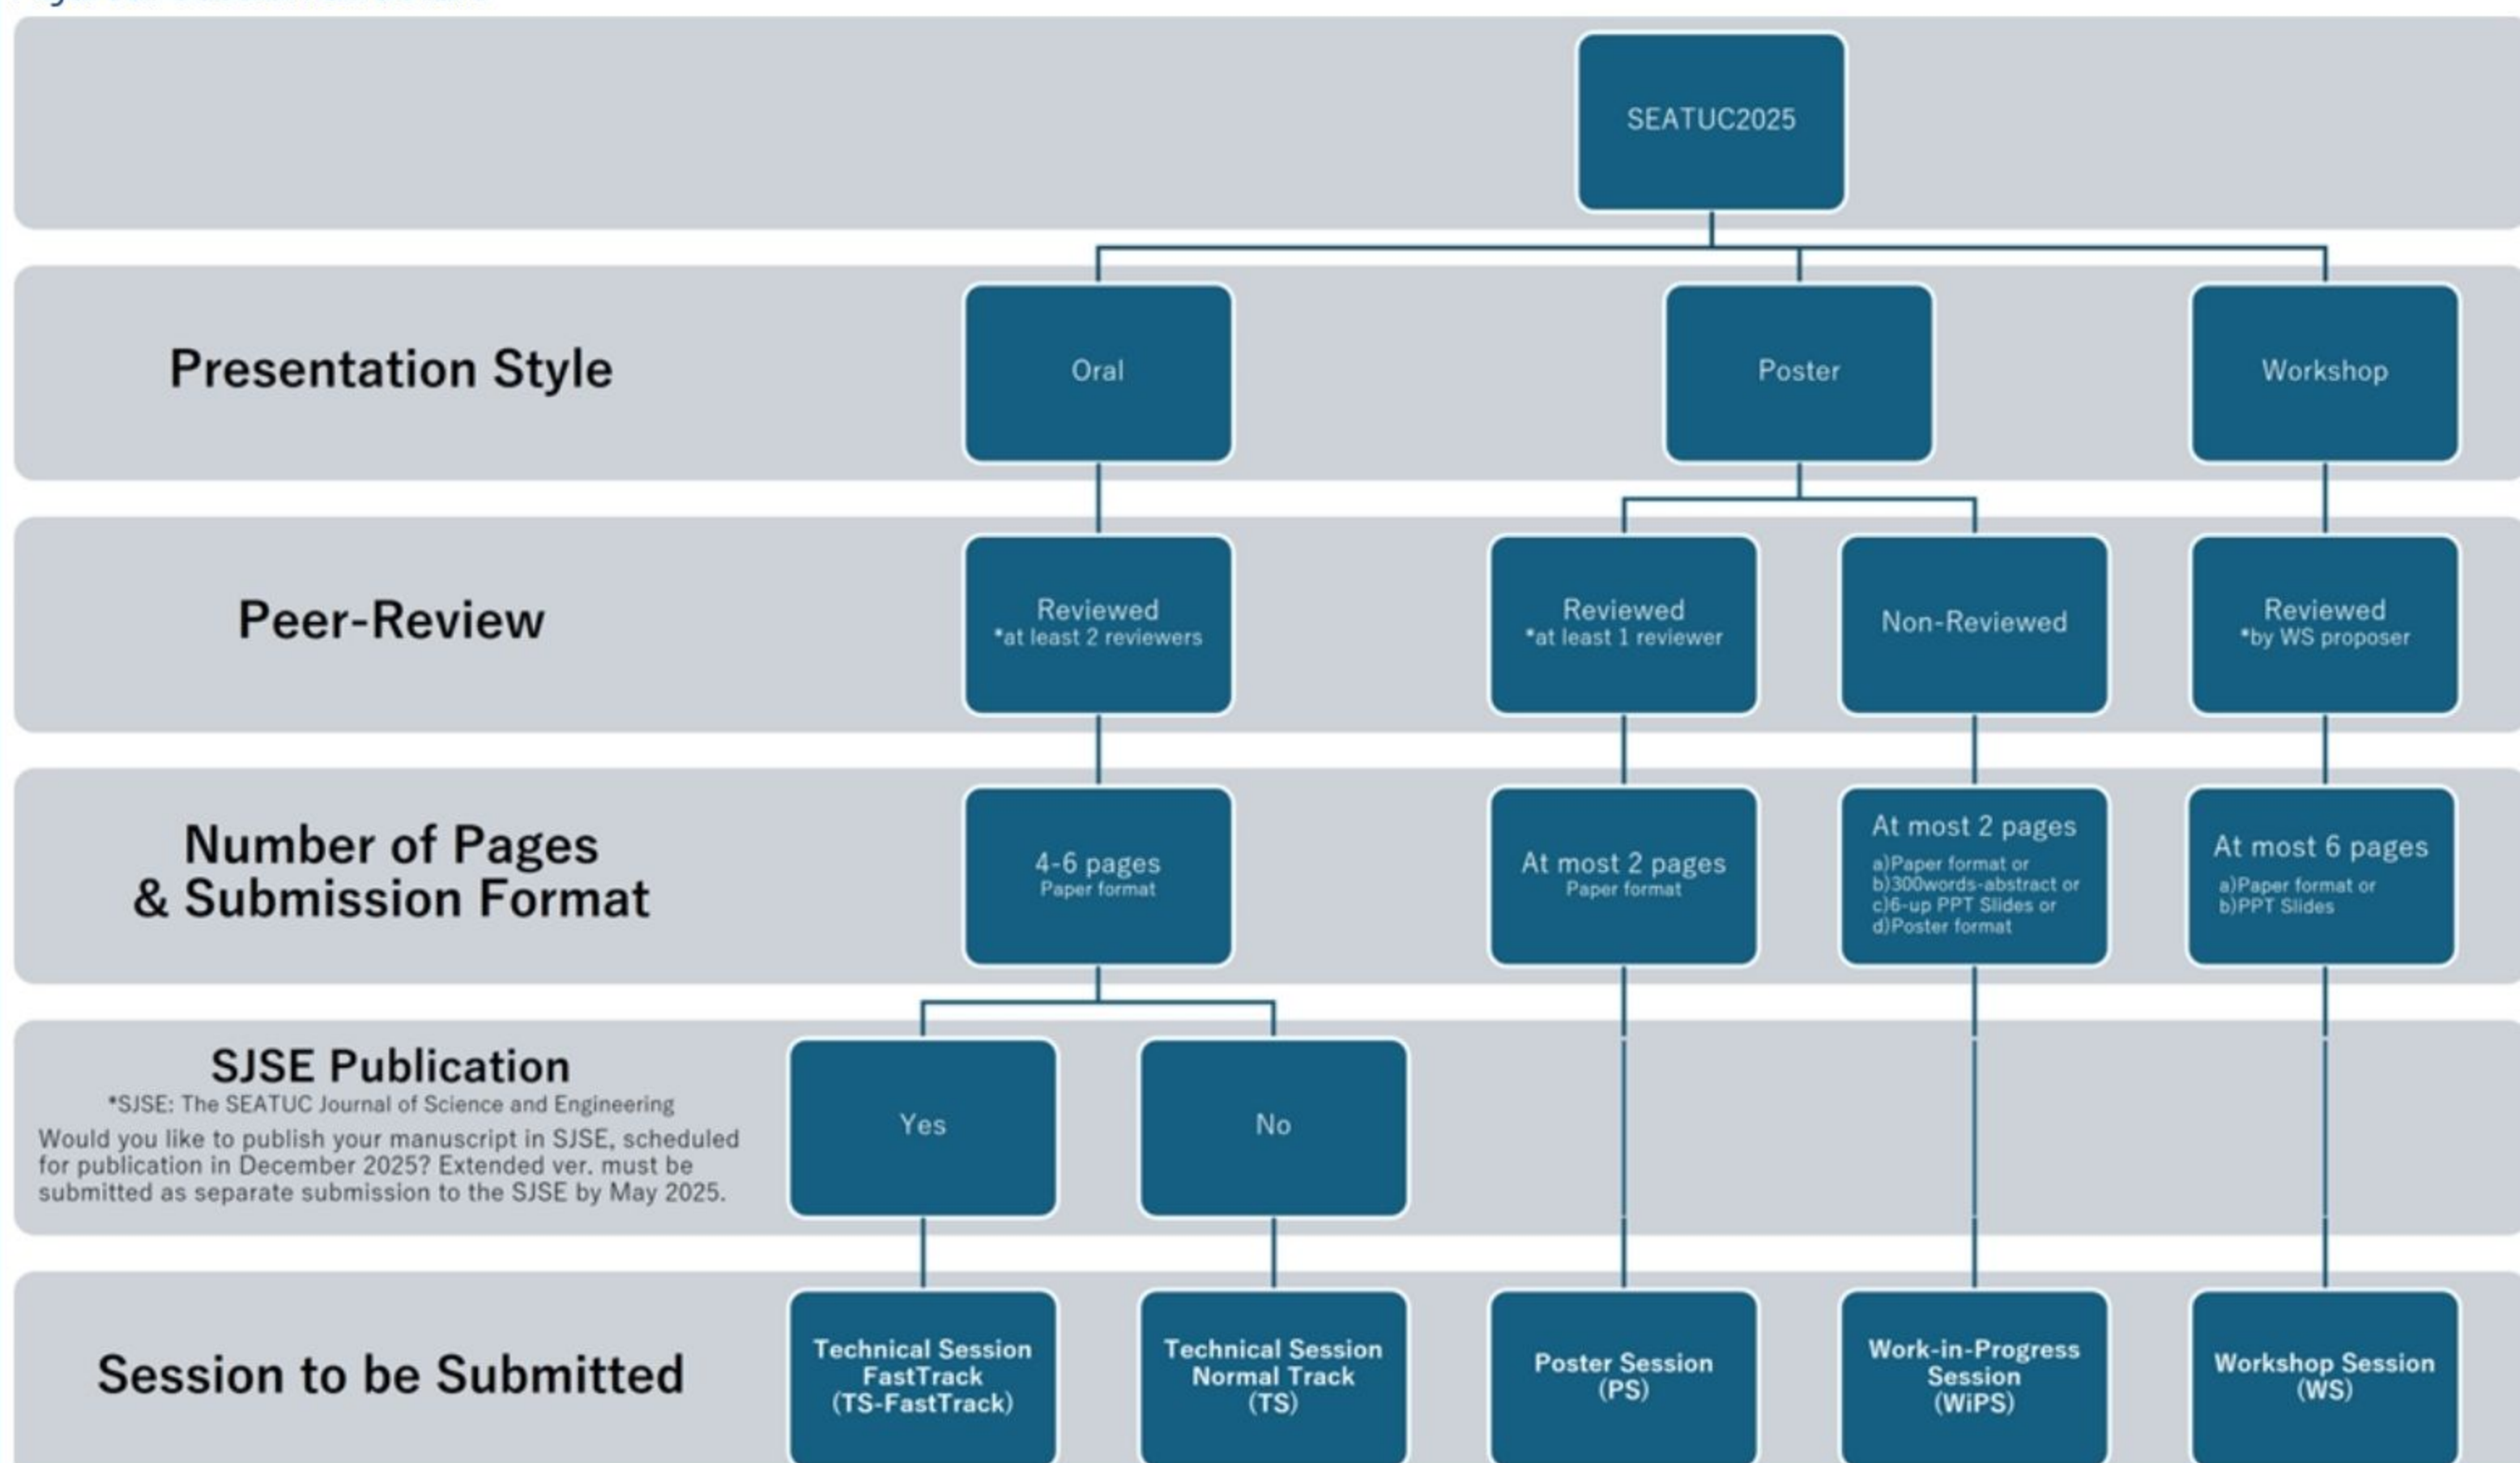 SEATUC2025
Presentation Style
Oral
Poster
Workshop
Peer-Review
Reviewed
*at least 2 reviewers
Reviewed
*at least 1 reviewer
Non-Reviewed
Reviewed
*by WS proposer
Number of Pages
& Submission Format
4-6 pages
Paper format
At most 2 pages
Paper format
At most 2 pages
a)Paper format or
b)300words-abstract or
c)6-up PPT Slides or
d)Poster format
At most 6 pages
a)Paper format or
b)PPT Slides
SJSE Publication
*SJSE: The SEATUC Journal of Science and Engineering
Would you like to publish your manuscript in SJSE, scheduled
for publication in December 2025? Extended ver. must be
submitted as separate submission to the SJSE by May 2025.
Yes
No
Session to be Submitted
Technical Session
FastTrack
(TS-FastTrack)
Technical Session
Normal Track
(TS)
Poster Session
(PS)
Work-in-Progress
Session
(WiPS)
Workshop Session
(WS)